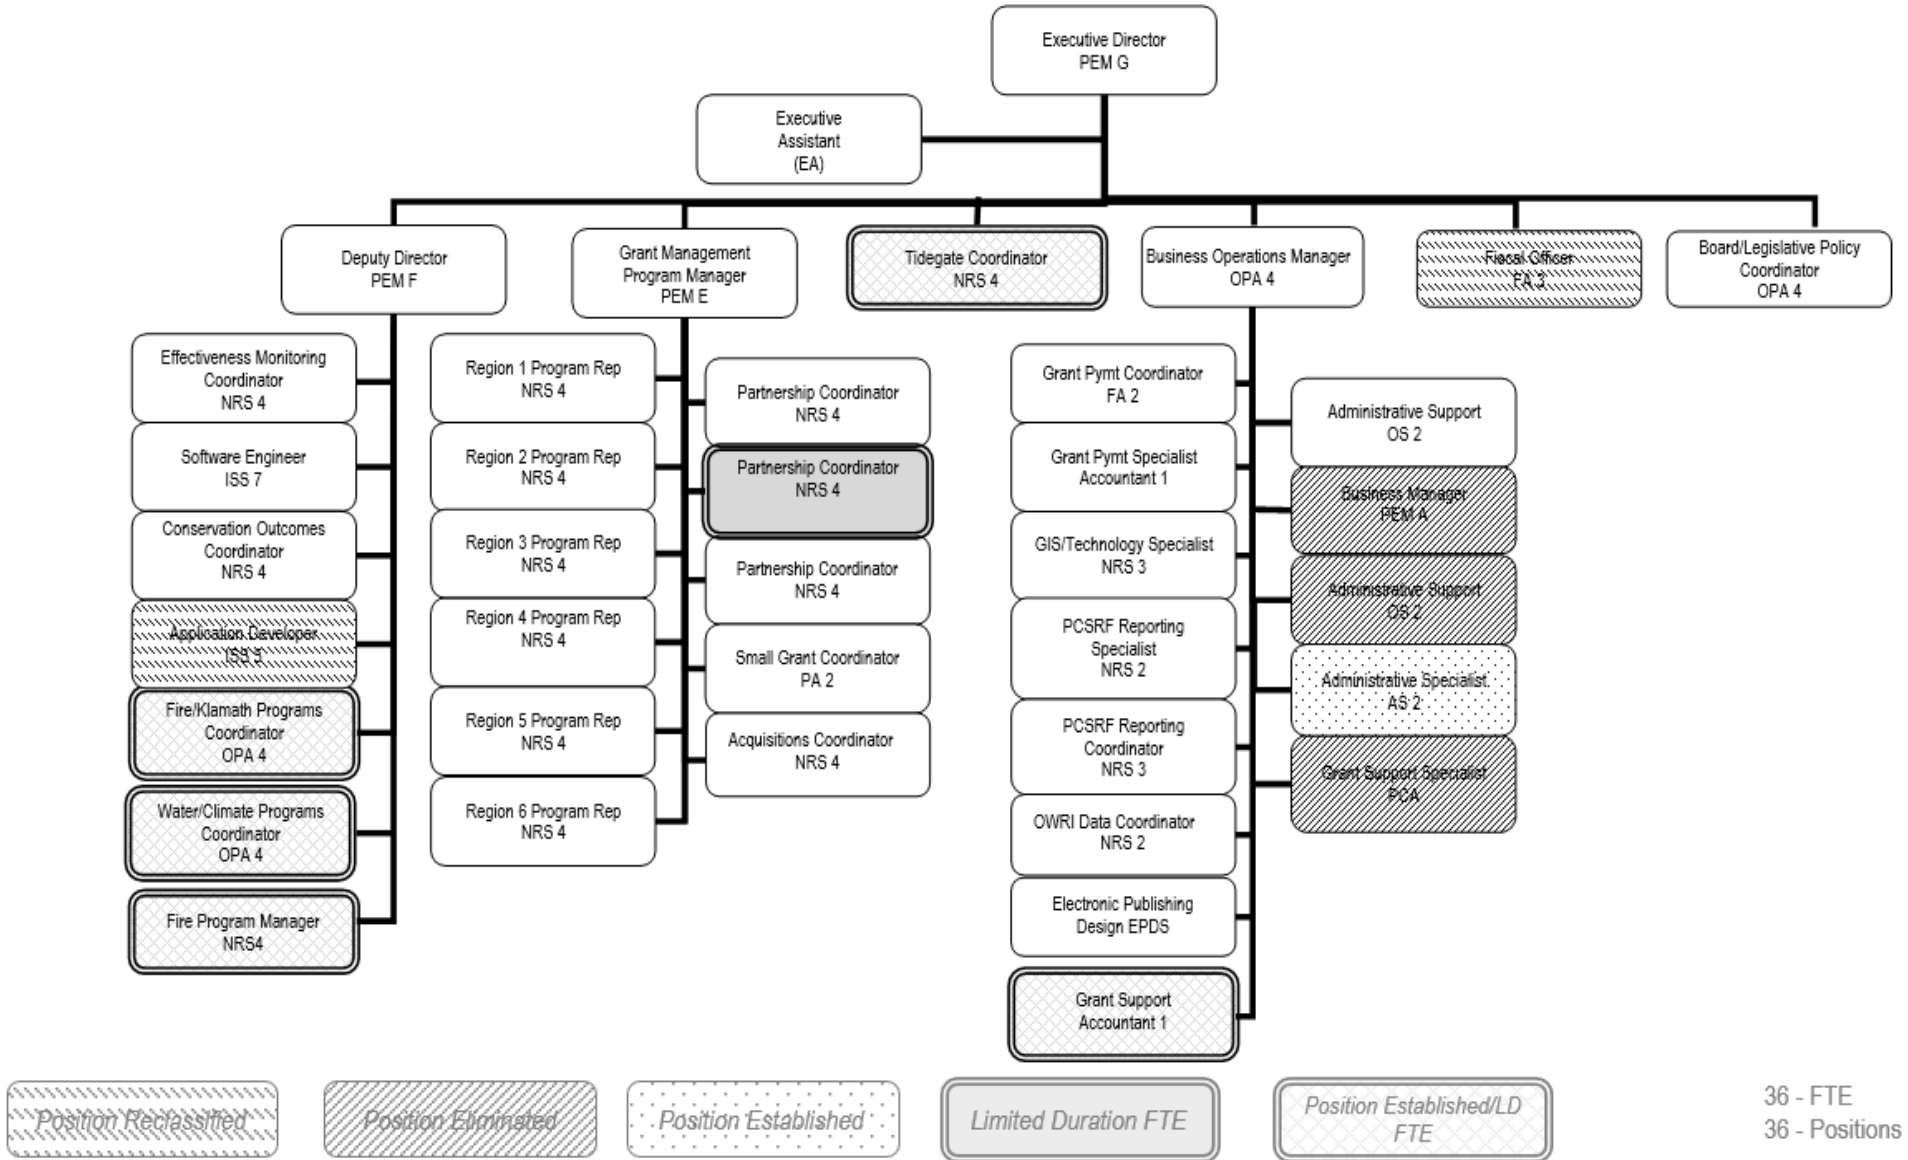 Executive Director
PEM G
Executive
Assistant
(EA)
Deputy Director
PEM F
Grant Management
Program Manager
PEM E
Tidegate Coordinator
NRS 4
Business Operations Manager
OPA 4
Fiscal Officer
FA 3
Board/Legislative Policy
Coordinator
OPA 4
Effectiveness Monitoring
Coordinator
NRS 4
Software Engineer
ISS 7
Conservation Outcomes
Coordinator
NRS 4
Application Developer
ISS 5
Fire/Klamath Programs
Coordinator
OPA 4
Water/Climate Programs
Coordinator
OPA 4
Fire Program Manager
NRS4
Region 1 Program Rep
NRS 4
Region 2 Program Rep
NRS 4
Region 3 Program Rep
NRS 4
Region 4 Program Rep
NRS 4
Region 5 Program Rep
NRS 4
Region 6 Program Rep
NRS 4
Partnership Coordinator
NRS 4
Partnership Coordinator
NRS 4
Partnership Coordinator
NRS 4
Small Grant Coordinator
PA 2
Acquisitions Coordinator
NRS 4
Grant Pymt Coordinator
FA 2
Grant Pymt Specialist
Accountant 1
GIS/Technology Specialist
NRS 3
PCSRF Reporting
Specialist
NRS 2
PCSRF Reporting
Coordinator
NRS 3
OWRI Data Coordinator
NRS 2
Electronic Publishing
Design EPDS
Grant Support
Accountant 1
Administrative Support
OS 2
Business Manager
PEM A
Administrative Support
OS 2
Administrative Specialist
AS 2
Grant Support Specialist
PCA
Position Reclassified
Position Eliminated
Position Established
Limited Duration FTE
Position Established/LD
FTE
36 - FTE
36 - Positions